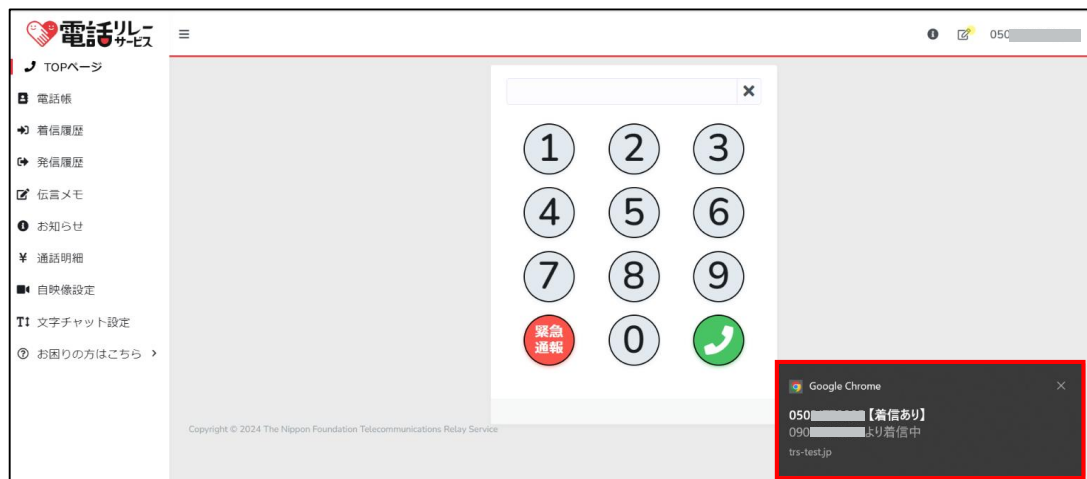 電話リレーサービス
050
TOPページ
電話帳
着信履歴
発信履歴
伝言メモ
お知らせ
¥ 通話明細
自映像設定
文字チャット設定
お困りの方はこちら >
1 2 3
4 5 6
7 8 9
緊急通報 0
Copyright © 2024 The Nippon Foundation Telecommunications Relay Service
Google Chrome
050 【着信あり】
090 より着信中
trs-test.jp